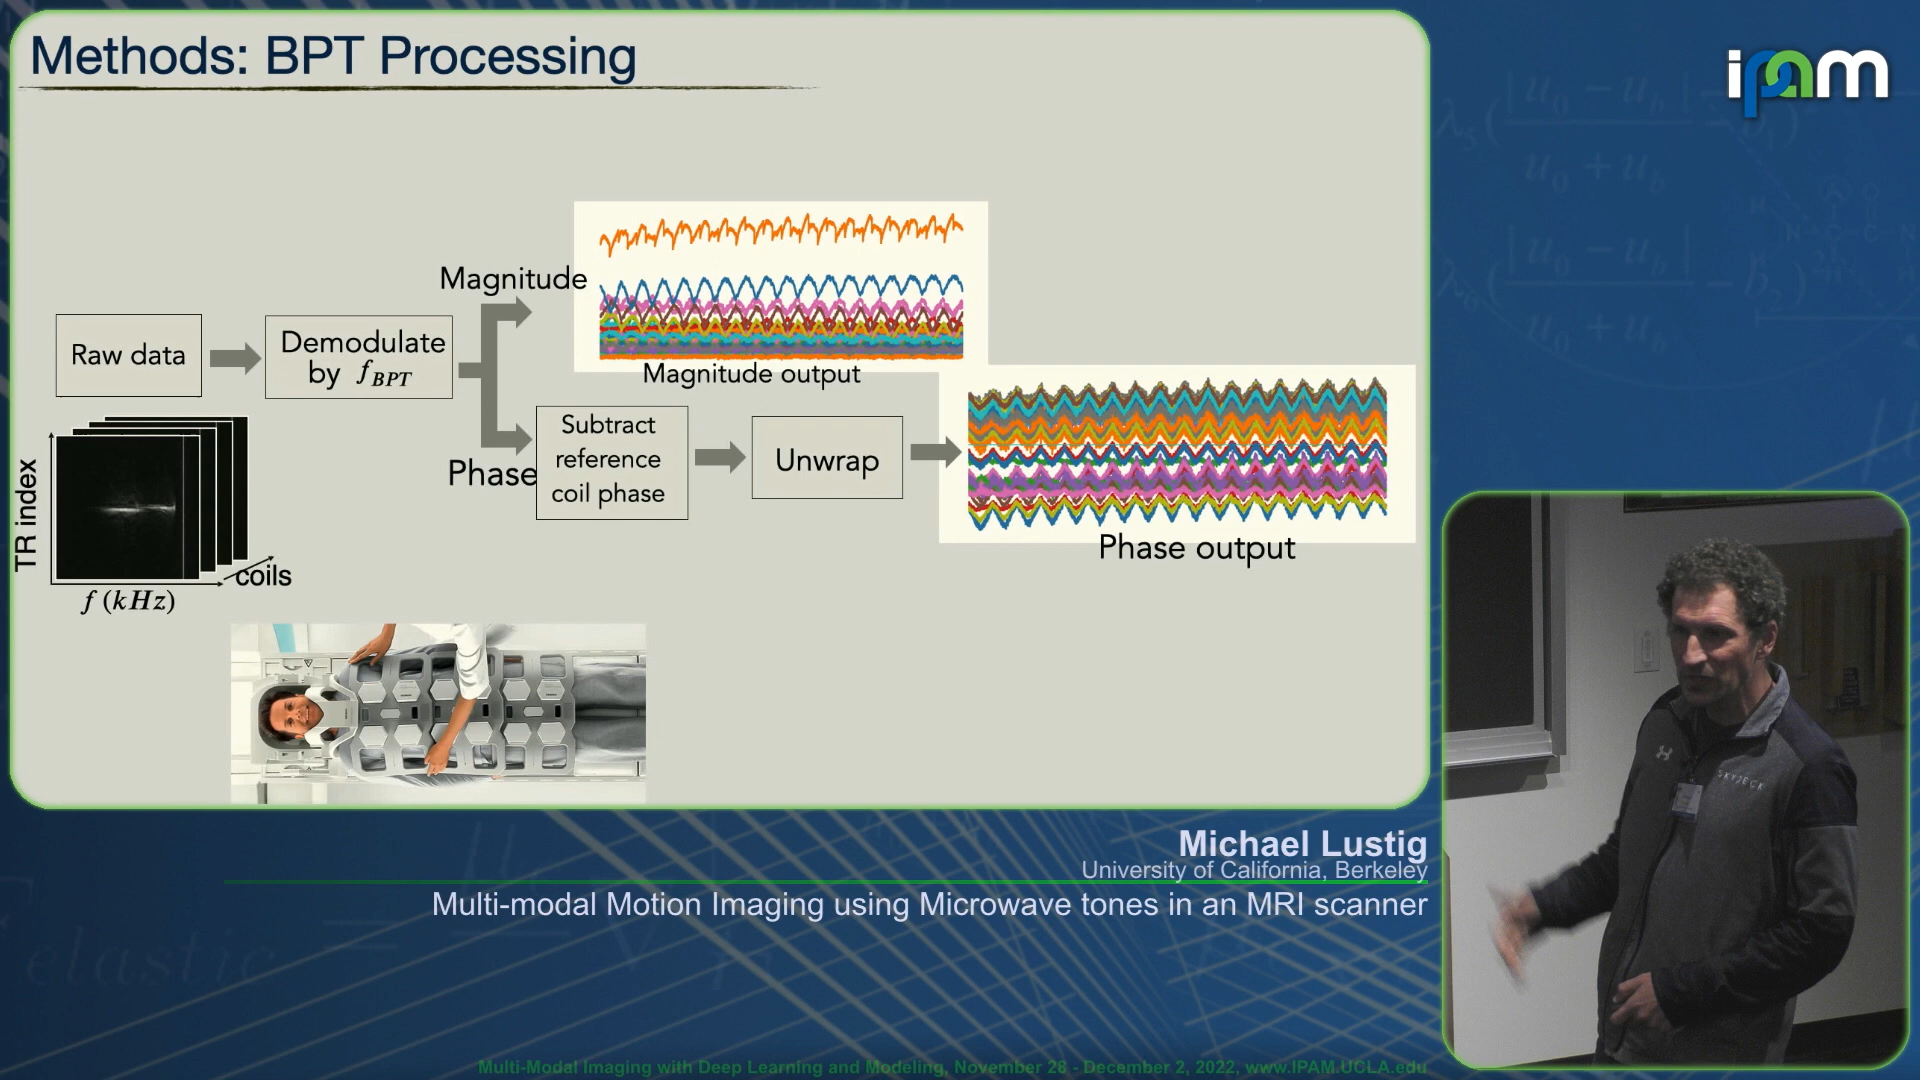 Methods: BPT Processing
ipam
Magnitude
Raw data
Demodulate
by f_BPT
Magnitude output
Phase
Subtract
reference
coil phase
Unwrap
TR index
coils
f (kHz)
Phase output
SKYDECK
Michael Lustig
University of California, Berkeley
Multi-modal Motion Imaging using Microwave tones in an MRI scanner
elastic
Multi-Modal Imaging with Deep Learning and Modeling, November 28 - December 2, 2022, www.IPAM.UCLA.edu